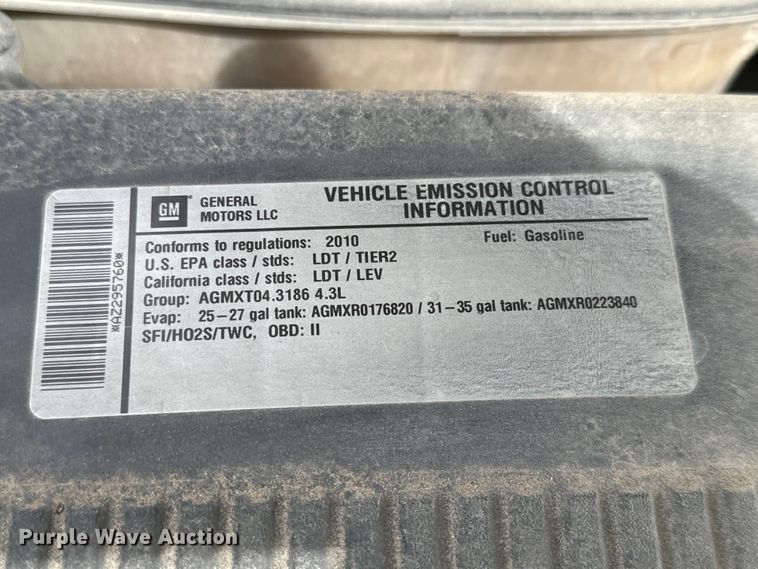 *AZ295760*
GM
GENERAL
MOTORS LLC
VEHICLE EMISSION CONTROL
INFORMATION
Conforms to regulations: 2010
Fuel: Gasoline
U.S. EPA class / stds: LDT / TIER2
California class / stds: LDT / LEV
Group: AGMXT04.3186 4.3L
Evap: 25-27 gal tank: AGMXR0176820 / 31-35 gal tank: AGMXR0223840
SFI/HO2S/TWC, OBD: II
Purple Wave Auction